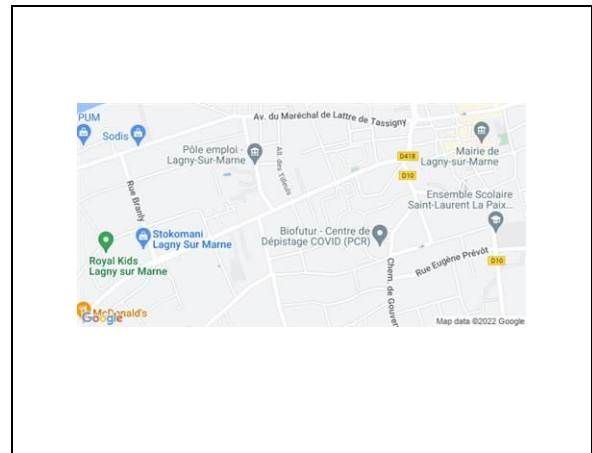 PUM
Sodis
Av. du Maréchal de Lattre de Tassigny
Pôle emploi -
Lagny-Sur-Marne
All. des Tilleuls
Mairie de
Lagny-sur-Marne
D418
D10
Rue Branly
Ensemble Scolaire
Saint-Laurent La Paix...
Stokomani
Lagny Sur Marne
Biofutur - Centre de
Dépistage COVID (PCR)
Royal Kids
Lagny sur Marne
Chem. de Gouver
Rue Eugène Prévôt
D10
McDonald's
Google
Map data ©2022 Google